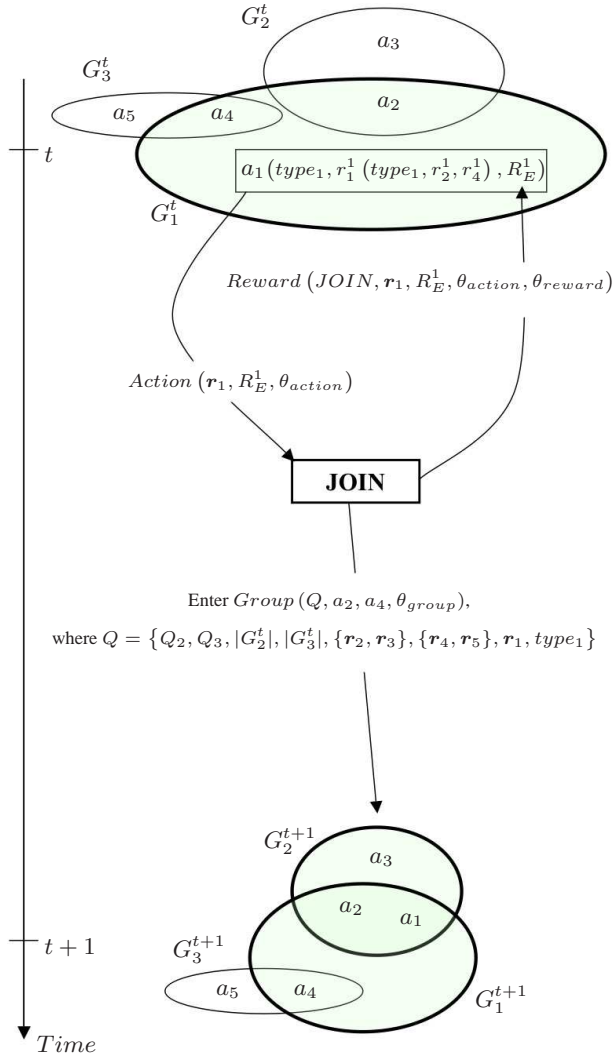 G_2^t
a_3
G_3^t
a_5 a_4 a_2
t
a_1(type_1, r_1^1 (type_1, r_2^1, r_4^1) , R_E^1)
G_1^t
Reward (JOIN, r_1, R_E^1, θ_action, θ_reward)
Action (r_1, R_E^1, θ_action)
JOIN
Enter Group (Q, a_2, a_4, θ_group),
where Q = {Q_2, Q_3, |G_2^t|, |G_3^t|, {r_2, r_3}, {r_4, r_5}, r_1, type_1}
G_2^{t+1}
a_3
a_2 a_1
t + 1
G_3^{t+1}
a_5 a_4
G_1^{t+1}
Time